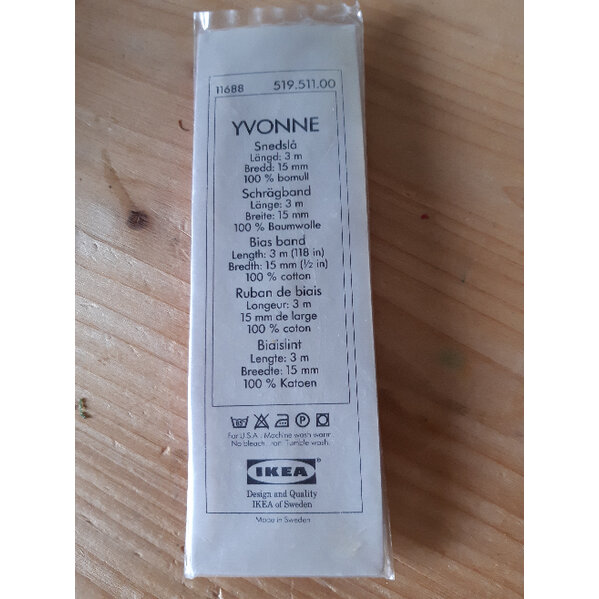 11688 519.511.00
YVONNE
Snedslå
Längd: 3 m
Bredd: 15 mm
100 % bomull
Schrägband
Länge: 3 m
Breite: 15 mm
100 % Baumwolle
Bias band
Length: 3 m (118 in)
Bredth: 15 mm (½ in)
100 % cotton
Ruban de biais
Longeur: 3 m
15 mm de large
100 % coton
Biaislint
Lengte: 3 m
Breedte: 15 mm
100 % Katoen
For U.S.A. Machine wash warm.
No bleach. Iron. Tumble wash.
IKEA®
Design and Quality
IKEA of Sweden
Made in Sweden